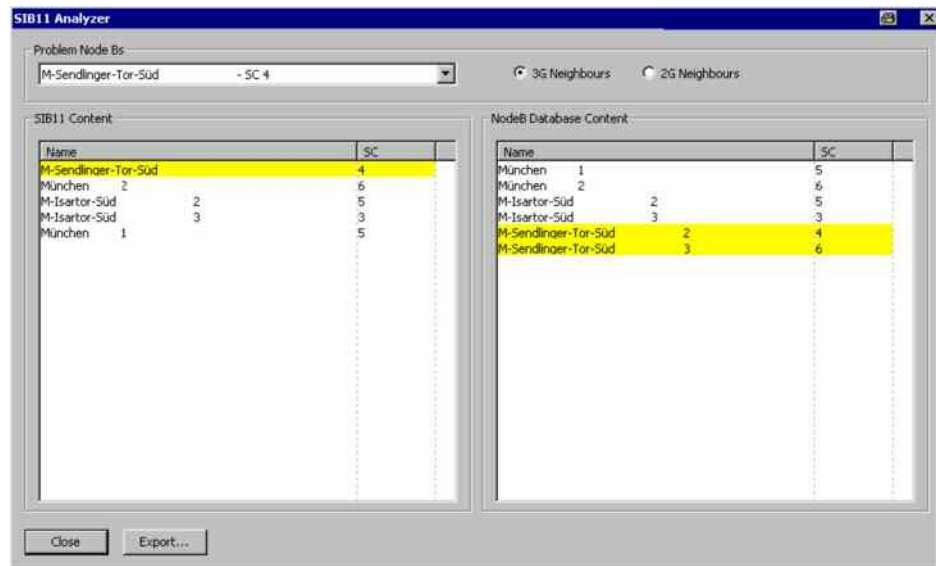 SIB11 Analyzer
Problem Node Bs
M-Sendlinger-Tor-Süd - SC 4
3G Neighbours 2G Neighbours
SIB11 Content
Name SC
M-Sendlinger-Tor-Süd 4
München 2 6
M-Isartor-Süd 2 5
M-Isartor-Süd 3 3
München 1 5
NodeB Database Content
Name SC
München 1 5
München 2 6
M-Isartor-Süd 2 5
M-Isartor-Süd 3 3
M-Sendlinger-Tor-Süd 2 4
M-Sendlinger-Tor-Süd 3 6
Close Export...